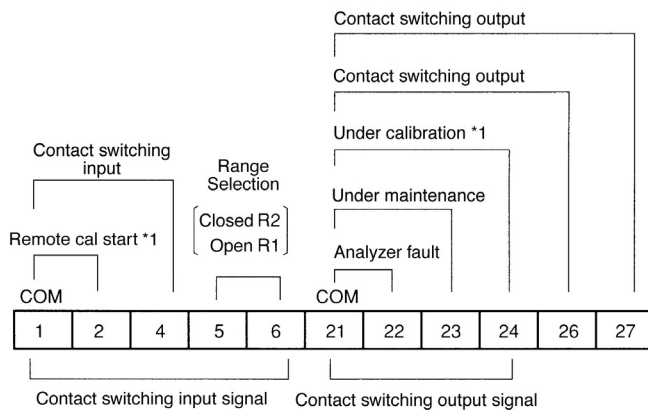 Contact switching output
Contact switching output
Under calibration *1
Contact switching
input
Range
Selection
Under maintenance
Closed R2
Open R1
Remote cal start *1
Analyzer fault
COM
COM
1 2 4 5 6 21 22 23 24 26 27
Contact switching input signal
Contact switching output signal